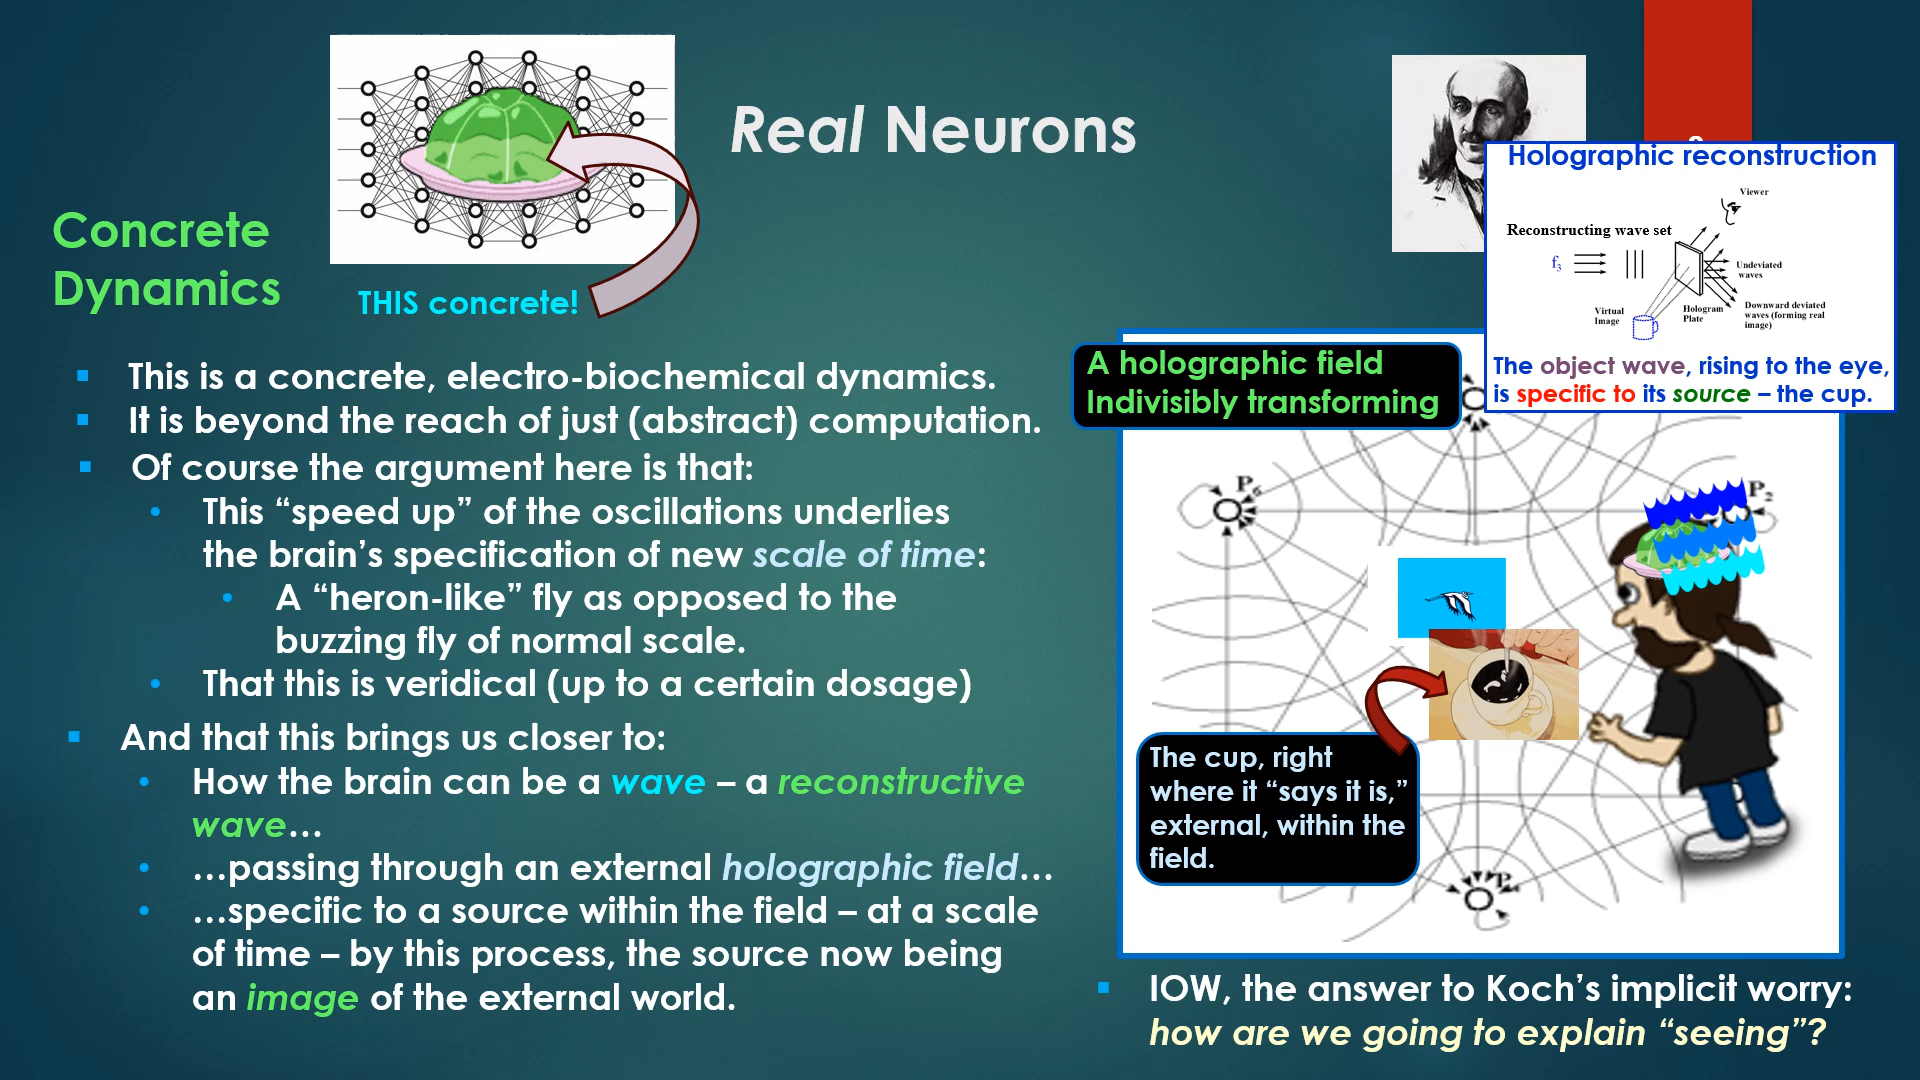 Real Neurons
Concrete
Dynamics
THIS concrete!
This is a concrete, electro-biochemical dynamics.
It is beyond the reach of just (abstract) computation.
Of course the argument here is that:
This “speed up” of the oscillations underlies
the brain’s specification of new scale of time:
A “heron-like” fly as opposed to the
buzzing fly of normal scale.
That this is veridical (up to a certain dosage)
And that this brings us closer to:
How the brain can be a wave – a reconstructive
wave…
…passing through an external holographic field…
…specific to a source within the field – at a scale
of time – by this process, the source now being
an image of the external world.
Holographic reconstruction
Viewer
Reconstructing wave set
f3
Undeviated
waves
Virtual
Image
Hologram
Plate
Downward deviated
waves (forming real
image)
The object wave, rising to the eye,
is specific to its source – the cup.
A holographic field
Indivisibly transforming
P6
P2
The cup, right
where it “says it is,”
external, within the
field.
IOW, the answer to Koch’s implicit worry:
how are we going to explain “seeing”?